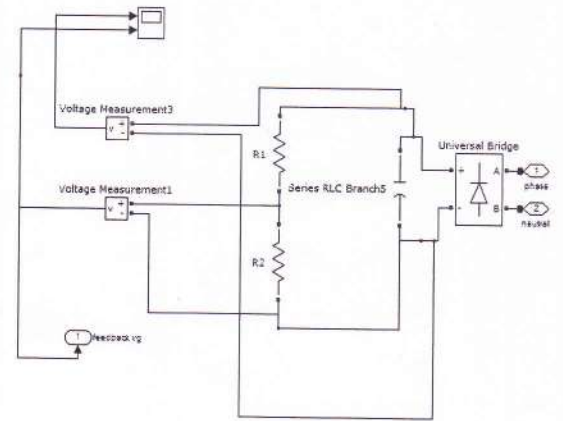 Voltage Measurement3
v
+
-
Universal Bridge
R1
Series RLC Branch5
+
A
1
phase
Voltage Measurement1
v
+
-
-
B
2
neutral
R2
1
feedback vg